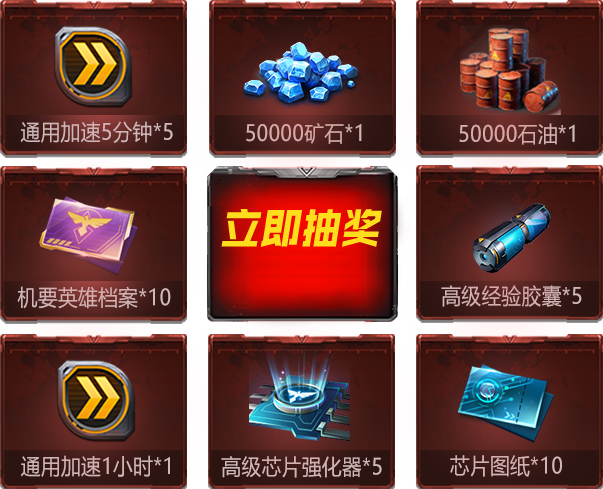 通用加速5分钟*5
50000矿石*1
50000石油*1
机要英雄档案*10
立即抽奖
高级经验胶囊*5
通用加速1小时*1
高级芯片强化器*5
芯片图纸*10